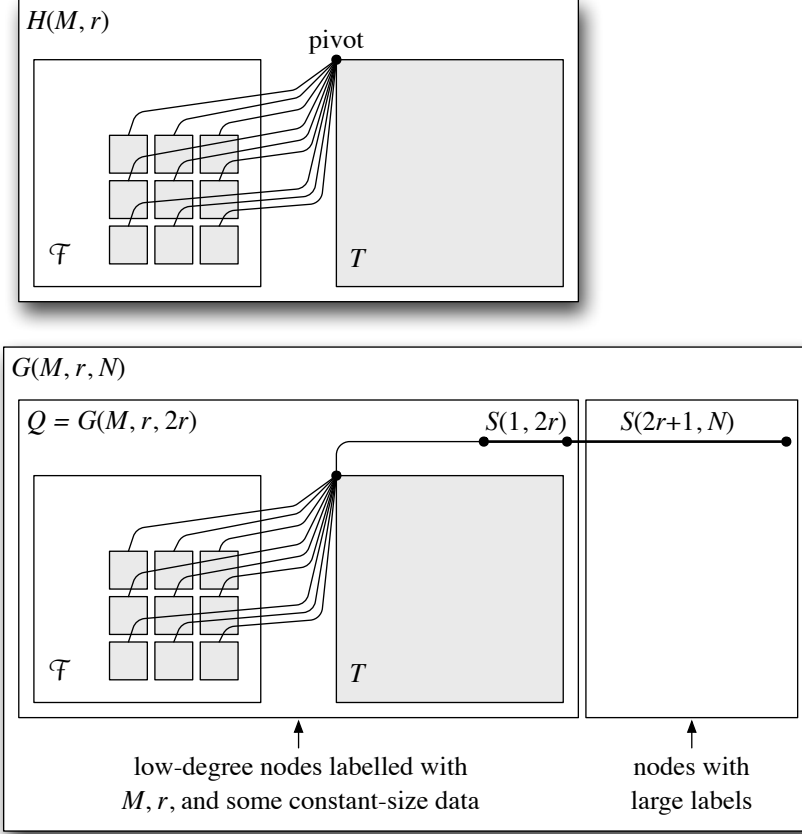 H(M, r)
pivot
ℱ
T
G(M, r, N)
Q = G(M, r, 2r)
S(1, 2r)
S(2r+1, N)
ℱ
T
low-degree nodes labelled with
M, r, and some constant-size data
nodes with
large labels